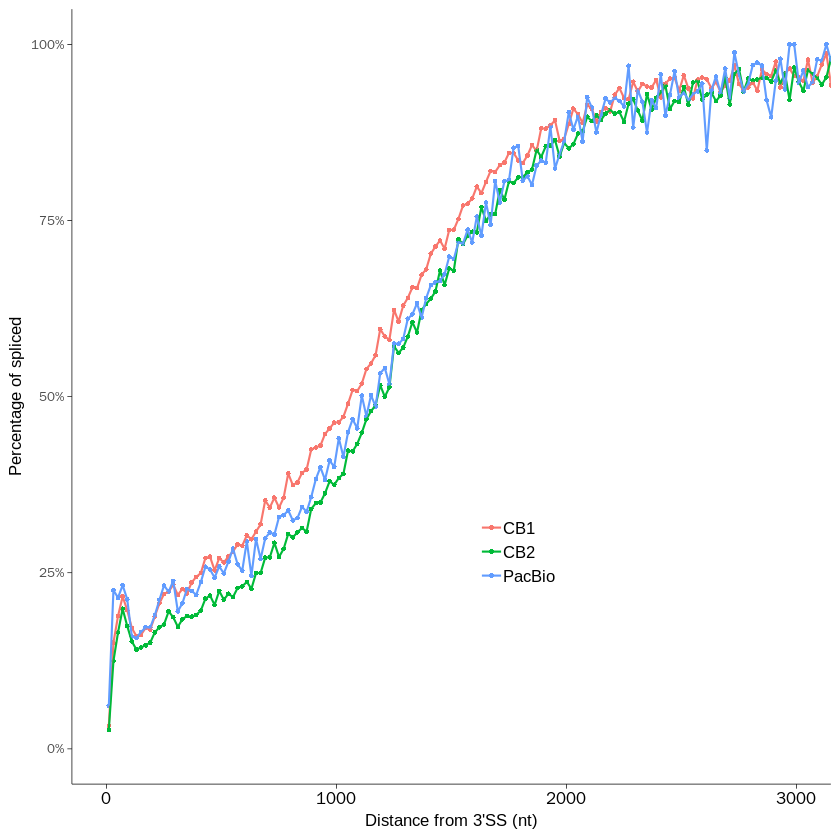 100%
75%
50%
25%
0%
Percentage of spliced
CB1
CB2
PacBio
0 1000 2000 3000
Distance from 3'SS (nt)